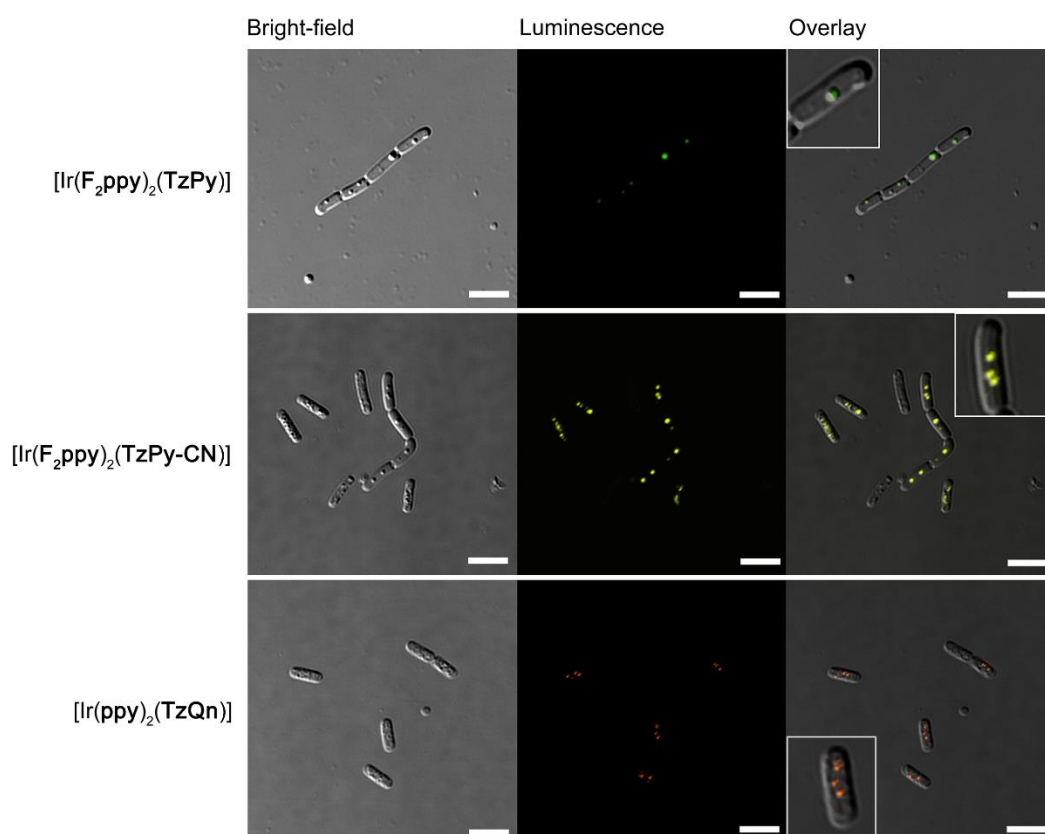 Bright-field Luminescence Overlay
[Ir(F₂ppy)₂(TzPy)]
[Ir(F₂ppy)₂(TzPy-CN)]
[Ir(ppy)₂(TzQn)]